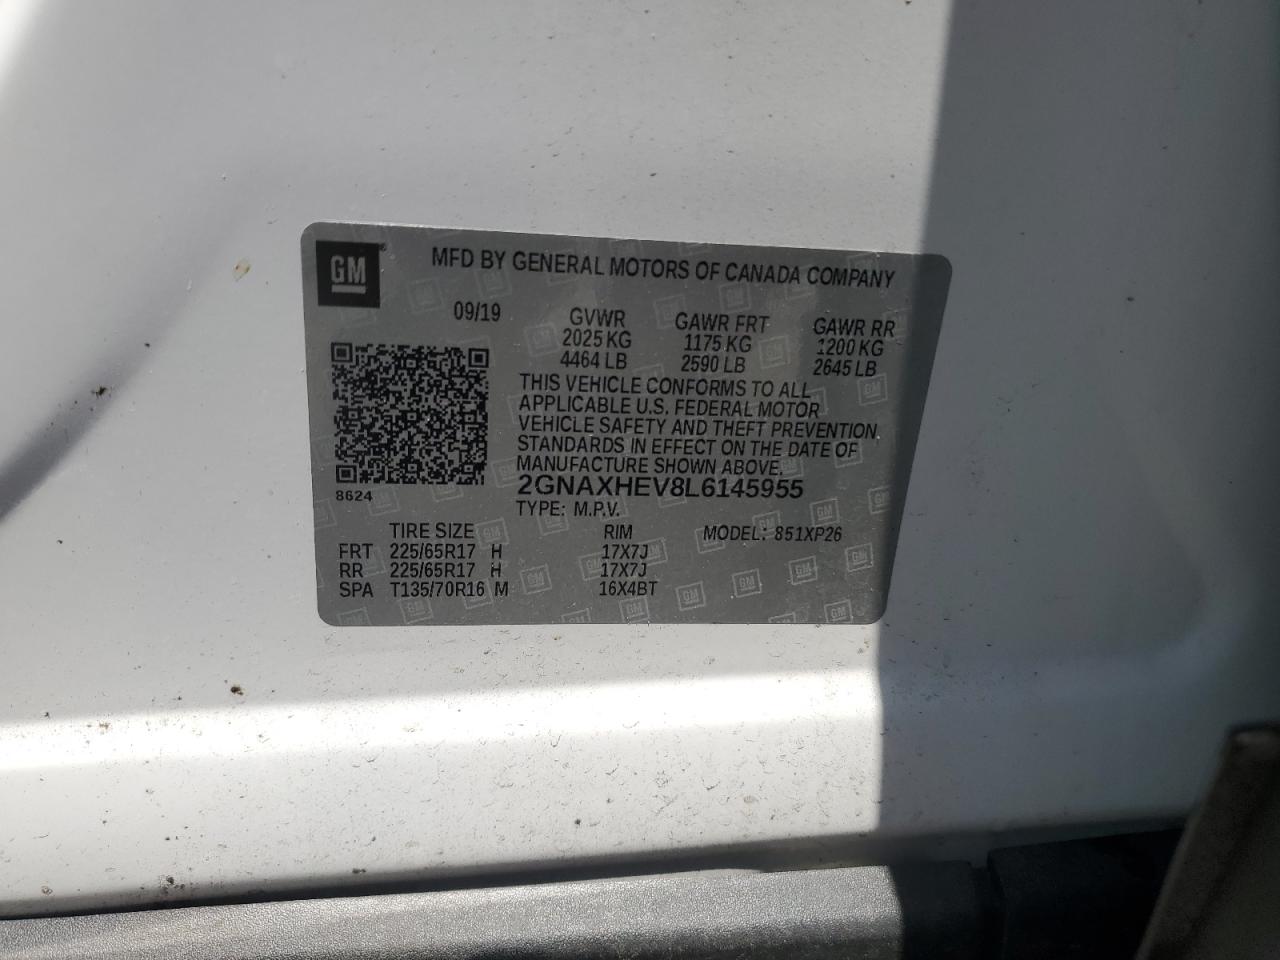 GM
MFD BY GENERAL MOTORS OF CANADA COMPANY
09/19 GVWR GAWR FRT GAWR RR
2025 KG 1175 KG 1200 KG
4464 LB 2590 LB 2645 LB
THIS VEHICLE CONFORMS TO ALL
APPLICABLE U.S. FEDERAL MOTOR
VEHICLE SAFETY AND THEFT PREVENTION
STANDARDS IN EFFECT ON THE DATE OF
MANUFACTURE SHOWN ABOVE.
8624 2GNAXHEV8L6145955
TYPE: M.P.V.
TIRE SIZE RIM MODEL: 851XP26
FRT 225/65R17 H 17X7J
RR 225/65R17 H 17X7J
SPA T135/70R16 M 16X4BT